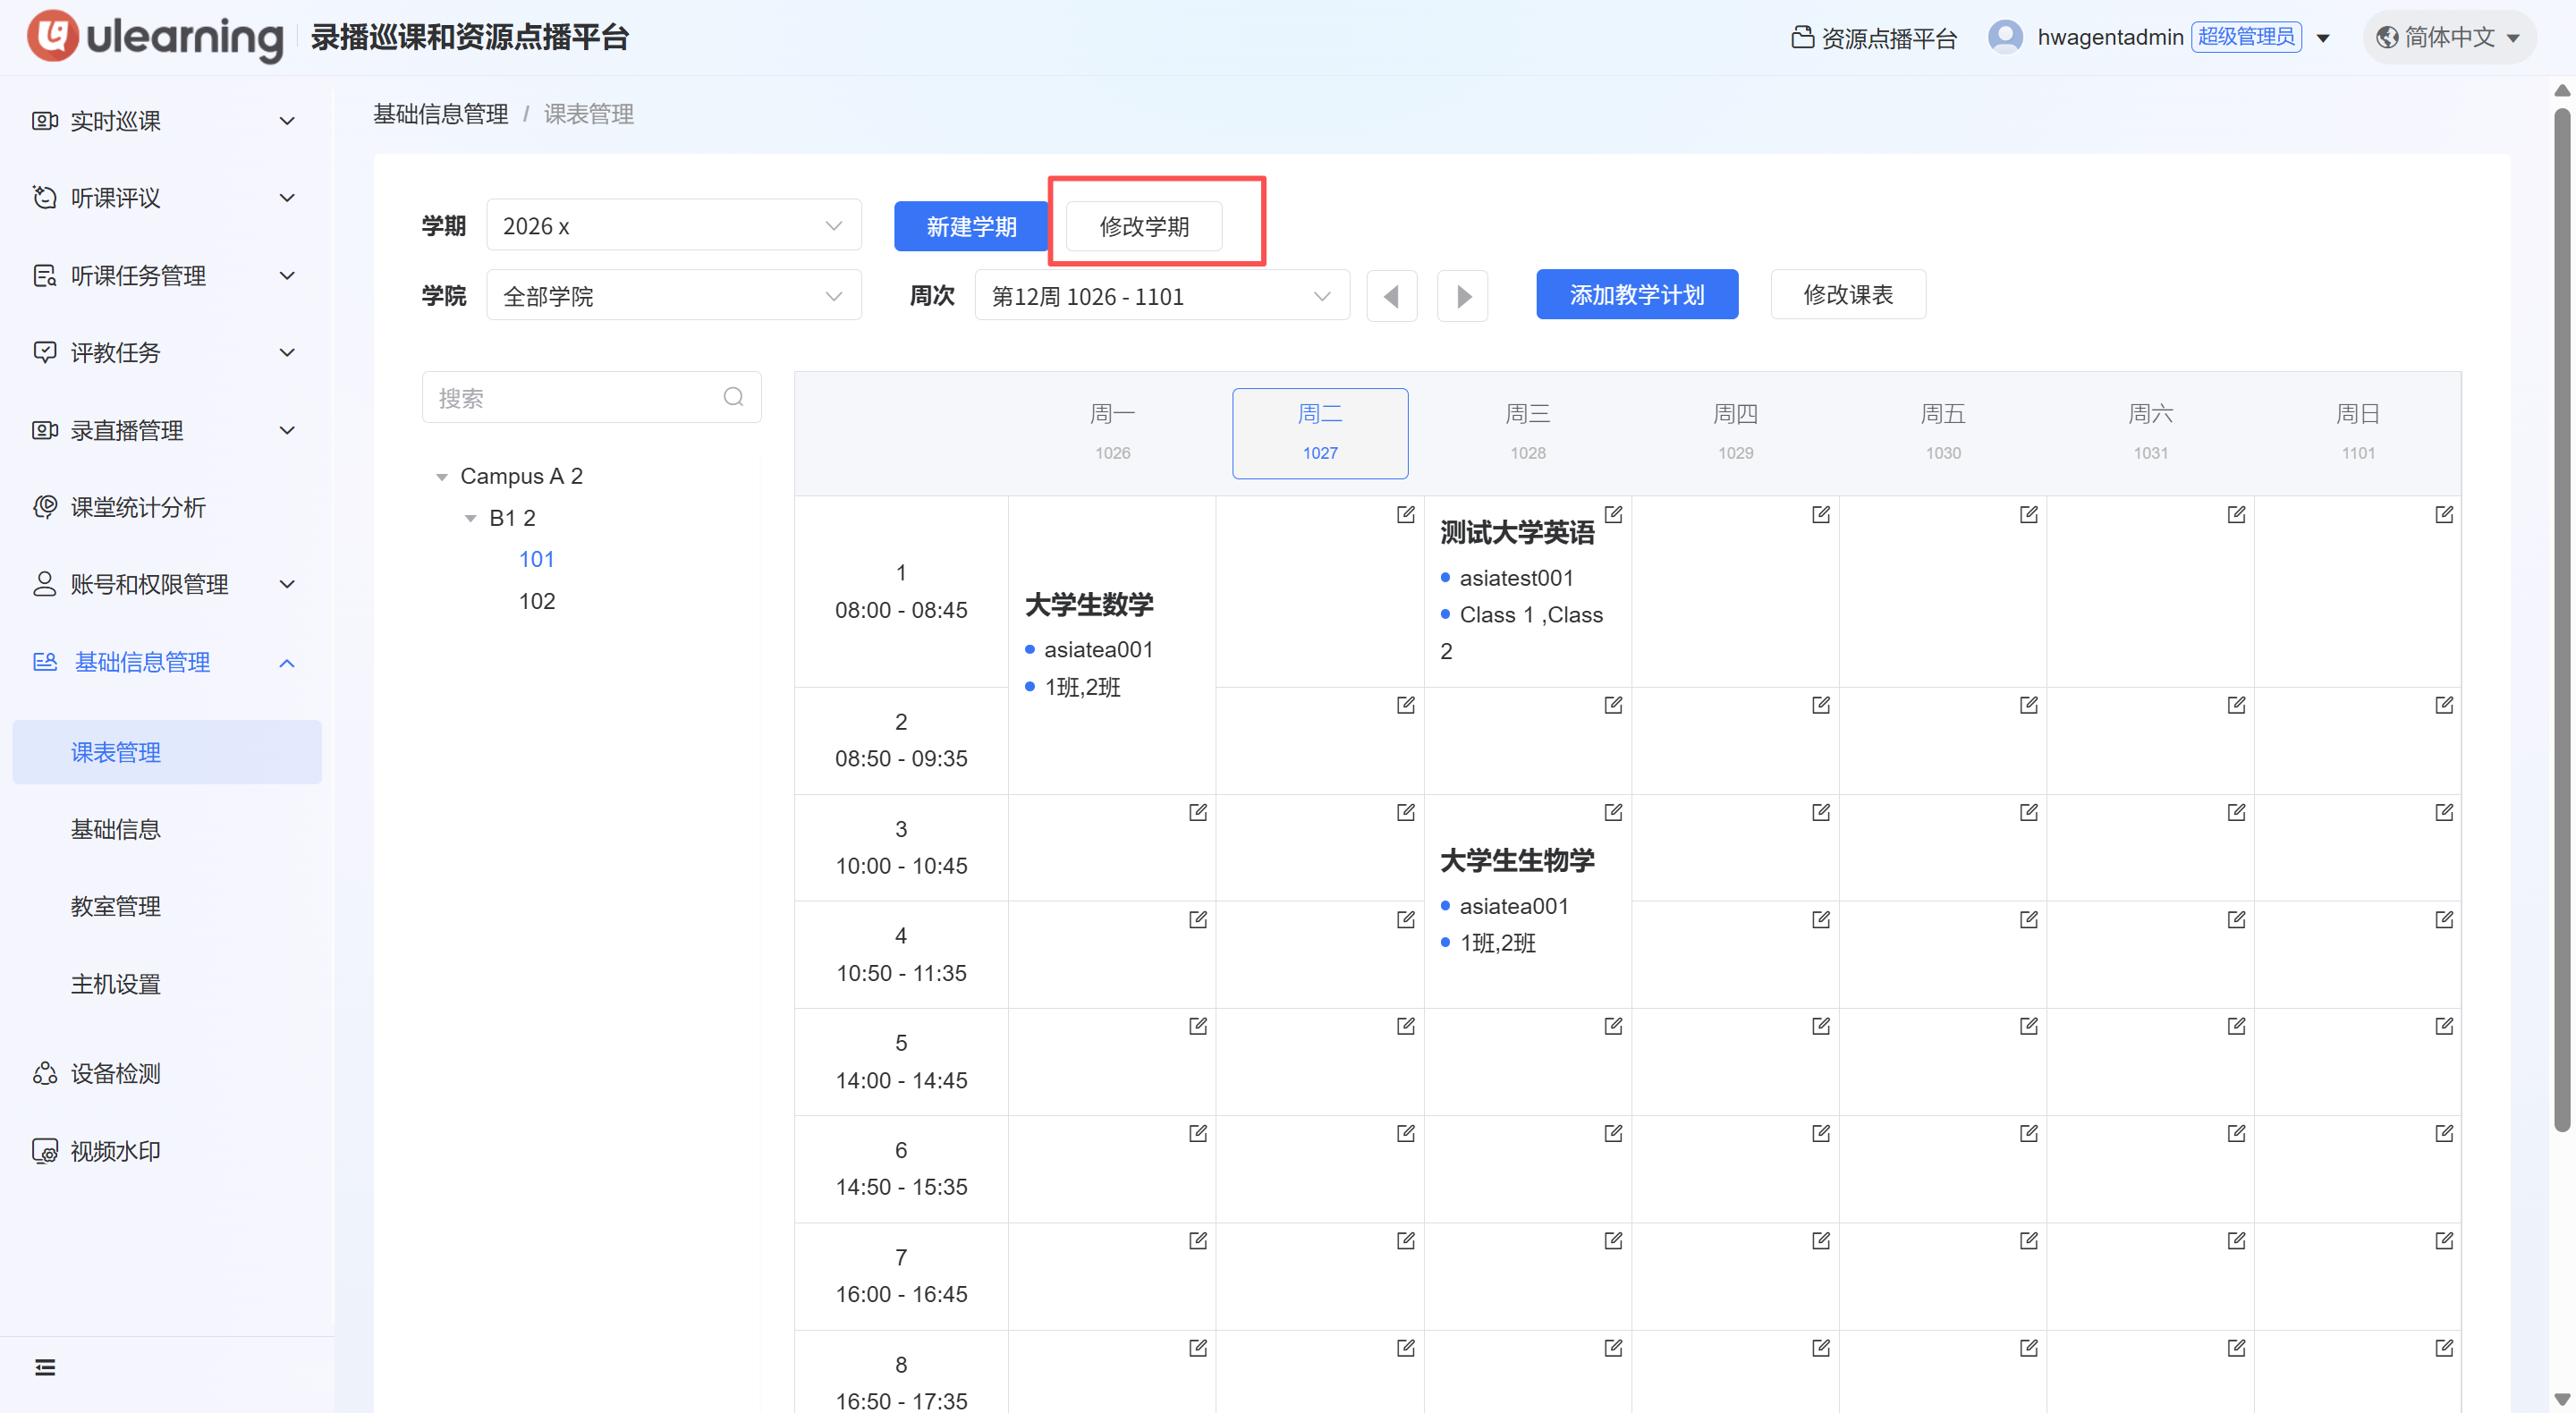 ulearning 录播巡课和资源点播平台
资源点播平台 hwagentadmin 超级管理员 简体中文
实时巡课
听课评议
听课任务管理
评教任务
录直播管理
课堂统计分析
账号和权限管理
基础信息管理
课表管理
基础信息
教室管理
主机设置
设备检测
视频水印
基础信息管理 / 课表管理
学期 2026 x 新建学期 修改学期
学院 全部学院 周次 第12周 1026 - 1101 添加教学计划 修改课表
搜索
Campus A 2
B1 2
101
102
周一 周二 周三 周四 周五 周六 周日
1026 1027 1028 1029 1030 1031 1101
1
08:00 - 08:45
大学生数学
asiatea001
1班,2班
测试大学英语
asiatest001
Class 1 ,Class
2
2
08:50 - 09:35
3
10:00 - 10:45
大学生生物学
asiatea001
1班,2班
4
10:50 - 11:35
5
14:00 - 14:45
6
14:50 - 15:35
7
16:00 - 16:45
8
16:50 - 17:35